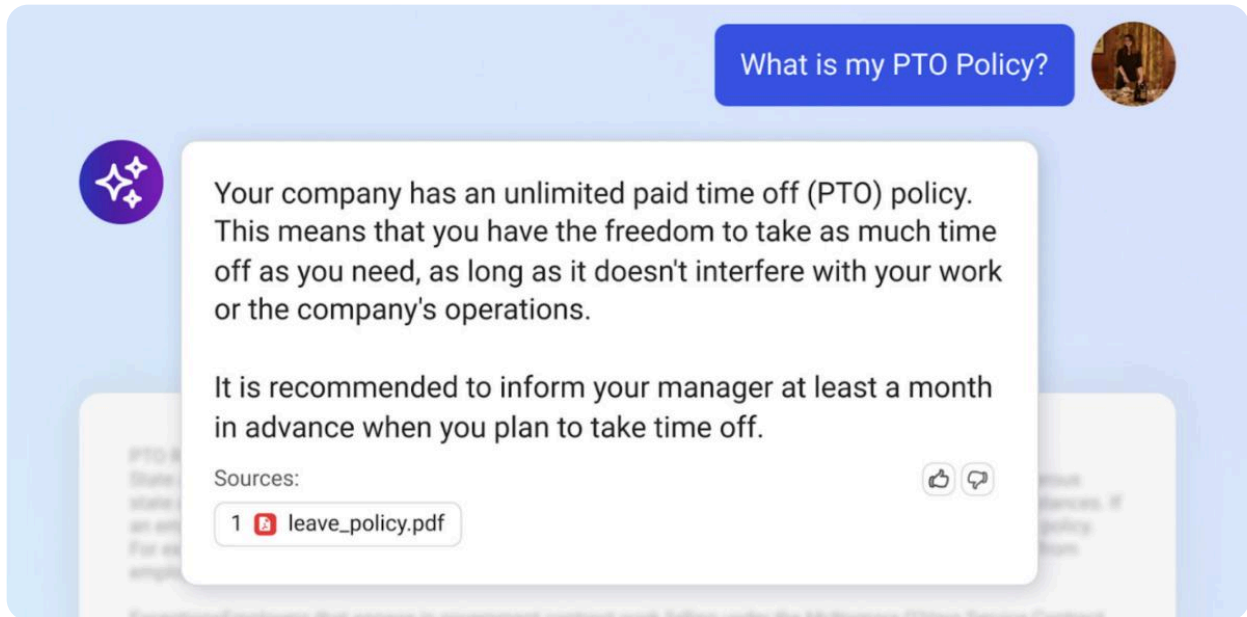 What is my PTO Policy?
Your company has an unlimited paid time off (PTO) policy.
This means that you have the freedom to take as much time
off as you need, as long as it doesn't interfere with your work
or the company's operations.
It is recommended to inform your manager at least a month
in advance when you plan to take time off.
Sources:
1 leave_policy.pdf